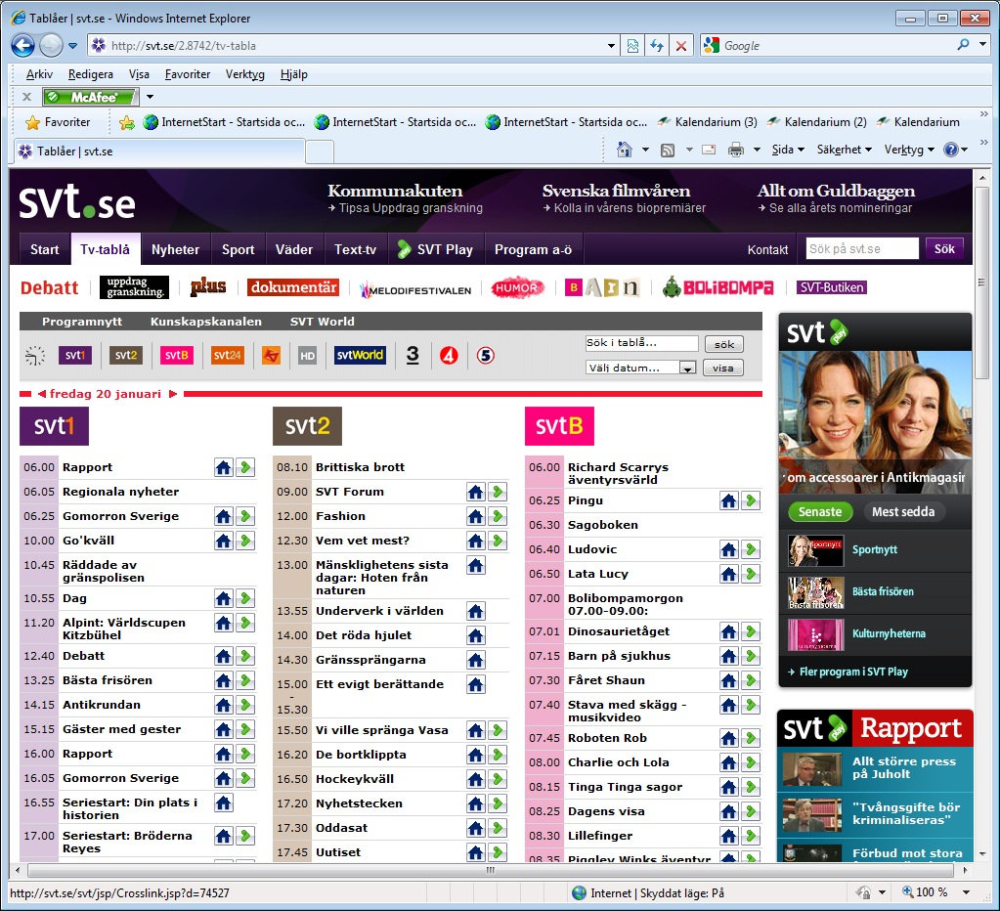 Tablåer | svt.se - Windows Internet Explorer
http://svt.se/2.8742/tv-tabla
Google
Arkiv Redigera Visa Favoriter Verktyg Hjälp
x McAfee
Favoriter InternetStart - Startsida oc... InternetStart - Startsida oc... InternetStart - Startsida oc... Kalendarium (3) Kalendarium (2) Kalendarium »
Tablåer | svt.se
Sida Säkerhet Verktyg »
svt.se
Kommunakuten
Tipsa Uppdrag granskning
Svenska filmvåren
Kolla in vårens biopremiärer
Allt om Guldbaggen
Se alla årets nomineringar
Start Tv-tablå Nyheter Sport Väder Text-tv SVT Play Program a-ö Kontakt Sök på svt.se Sök
Debatt uppdrag granskning. plus dokumentär MELODIFESTIVALEN HUMOR BARN BOLIBOMPA SVT-Butiken
Programnytt Kunskapskanalen SVT World
svt1 svt2 svtB svt24 HD svtWorld 3 4 5
Sök i tablå... sök
Välj datum... visa
fredag 20 januari
svt1
06.00 Rapport
06.05 Regionala nyheter
06.25 Gomorron Sverige
10.00 Go'kväll
10.45 Räddade av
gränspolisen
10.55 Dag
11.20 Alpint: Världscupen
Kitzbühel
12.40 Debatt
13.25 Bästa frisören
14.15 Antikrundan
15.15 Gäster med gester
16.00 Rapport
16.05 Gomorron Sverige
16.55 Seriestart: Din plats i
historien
17.00 Seriestart: Bröderna
Reyes
svt2
08.10 Brittiska brott
09.00 SVT Forum
12.00 Fashion
12.30 Vem vet mest?
13.00 Mänsklighetens sista
dagar: Hoten från
naturen
13.55 Underverk i världen
14.00 Det röda hjulet
14.30 Gränssprängarna
15.00 Ett evigt berättande
-
15.30
15.50 Vi ville spränga Vasa
16.20 De bortklippta
16.50 Hockeykväll
17.20 Nyhetstecken
17.30 Oddasat
17.45 Uutiset
svtB
06.00 Richard Scarrys
äventyrsvärld
06.25 Pingu
06.30 Sagoboken
06.40 Ludovic
06.50 Lata Lucy
07.00 Bolibompamorgon
07.00-09.00:
07.01 Dinosaurietåget
07.15 Barn på sjukhus
07.30 Fåret Shaun
07.40 Stava med skägg -
musikvideo
07.45 Roboten Rob
08.00 Charlie och Lola
08.15 Tinga Tinga sagor
08.25 Dagens visa
08.30 Lillefinger
08.35 Piggley Winks äventyr
svt play
om accessoarer i Antikmagasin
Senaste Mest sedda
Sportnytt
Sportnytt
Bästa frisören
Bästa frisören
Kulturnyheterna
Fler program i SVT Play
svt play Rapport
Allt större press
på Juholt
"Tvångsgifte bör
kriminaliseras"
Förbud mot stora
http://svt.se/svt/jsp/Crosslink.jsp?d=74527
Internet | Skyddat läge: På
100 %